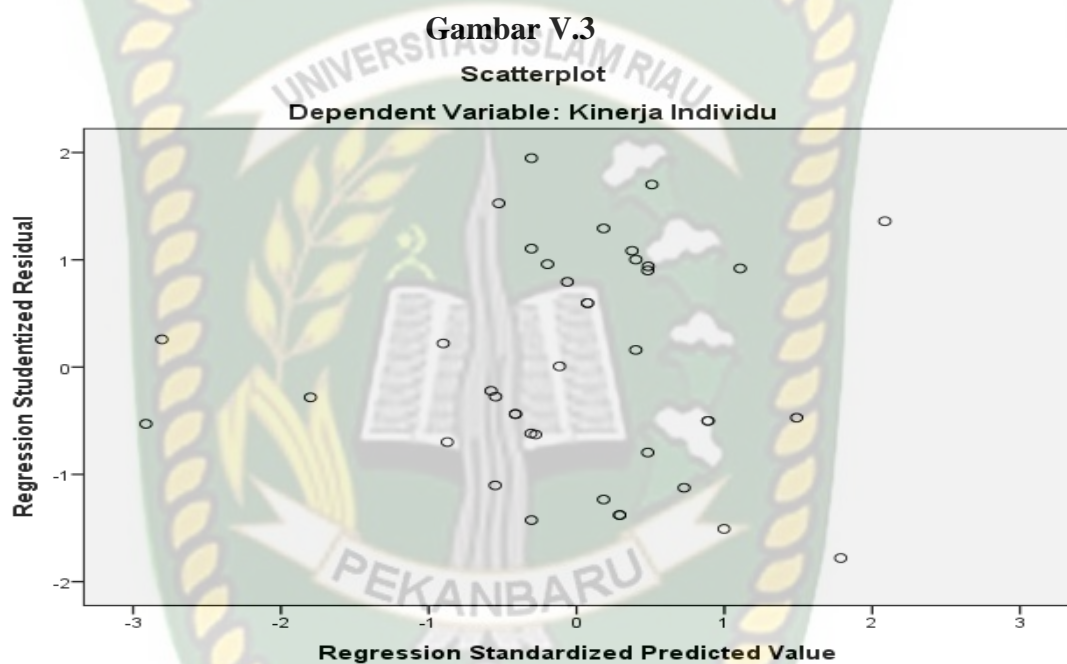 Gambar V.3
UNIVERSITAS ISLAM RIAU
Scatterplot
Dependent Variable: Kinerja Individu
Regression Studentized Residual
2
1
0
-1
-2
PEKANBARU
-3 -2 -1 0 1 2 3
Regression Standardized Predicted Value